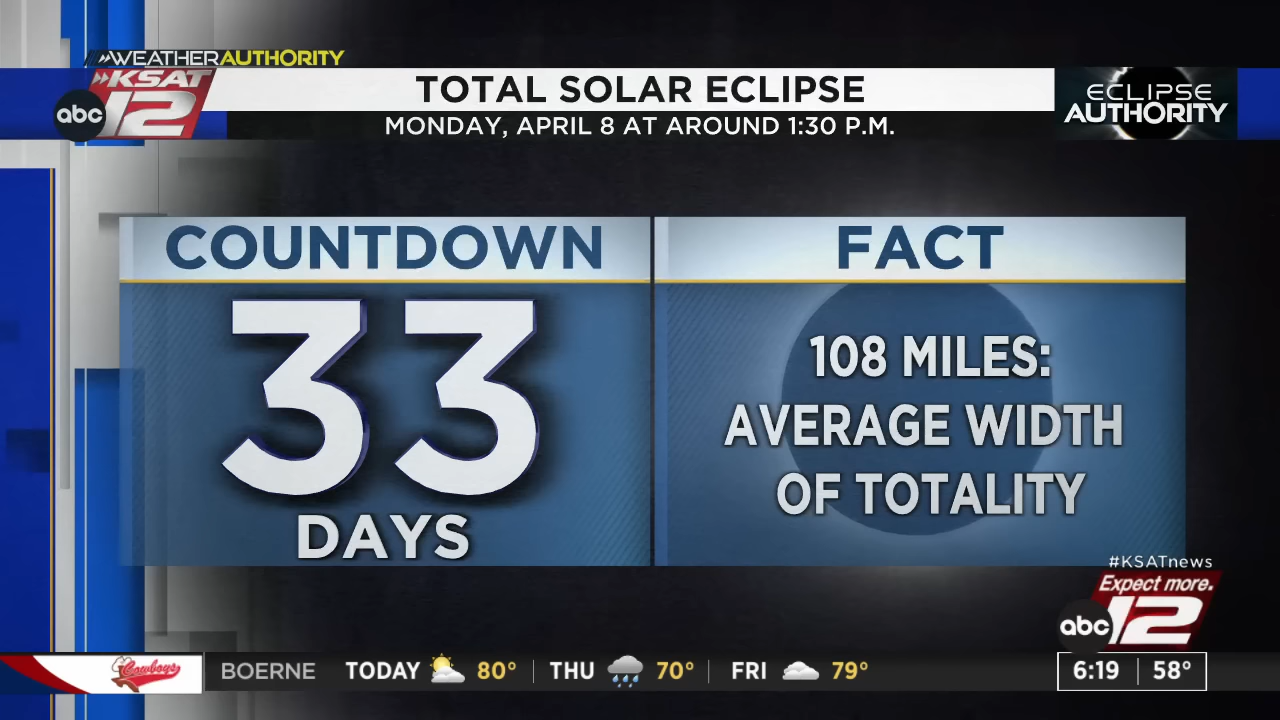 WEATHERAUTHORITY
KSAT
abc 12
TOTAL SOLAR ECLIPSE
MONDAY, APRIL 8 AT AROUND 1:30 P.M.
ECLIPSE
AUTHORITY
COUNTDOWN
33
DAYS
FACT
108 MILES:
AVERAGE WIDTH
OF TOTALITY
#KSATnews
Expect more.
abc 12
Cowboys BOERNE TODAY 80° THU 70° FRI 79° 6:19 58°